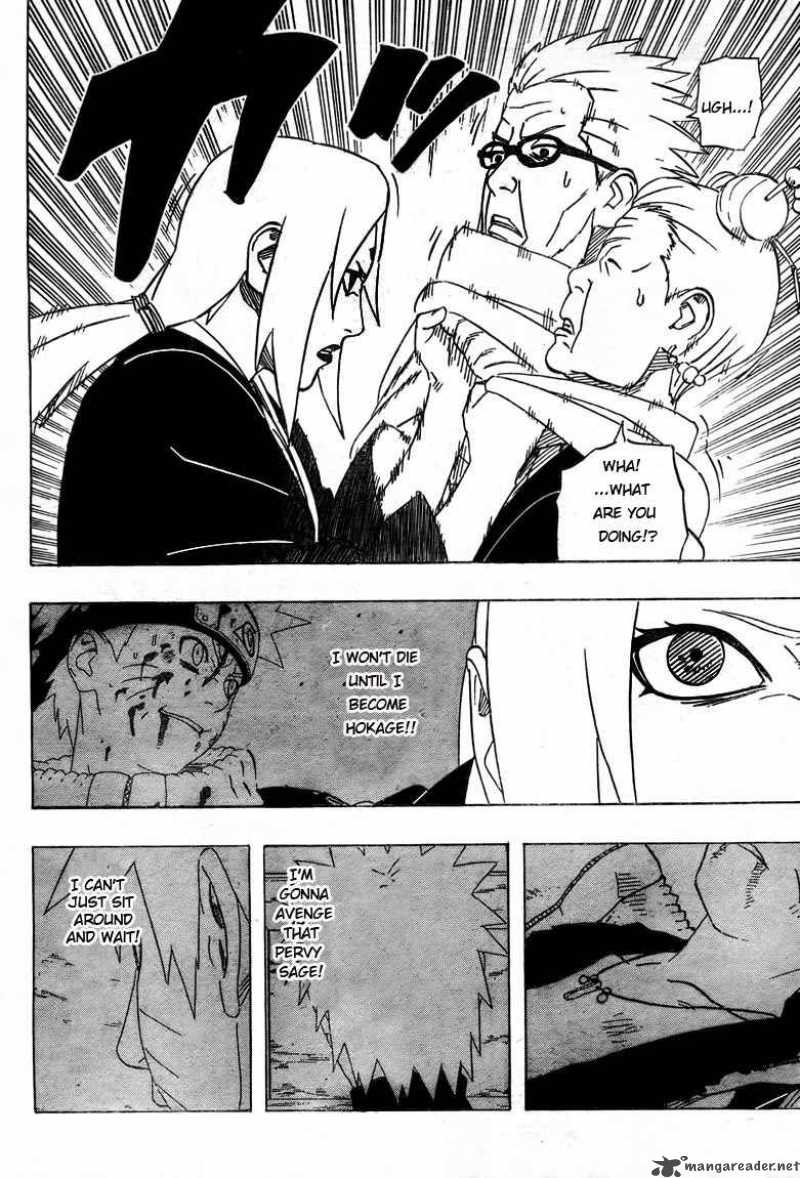 UGH...!
WHA!
...WHAT
ARE YOU
DOING!?
I WON'T DIE
UNTIL I
BECOME
HOKAGE!!
I CAN'T
JUST SIT
AROUND
AND WAIT!
I'M
GONNA
AVENGE
THAT
PERVY
SAGE!
mangareader.net